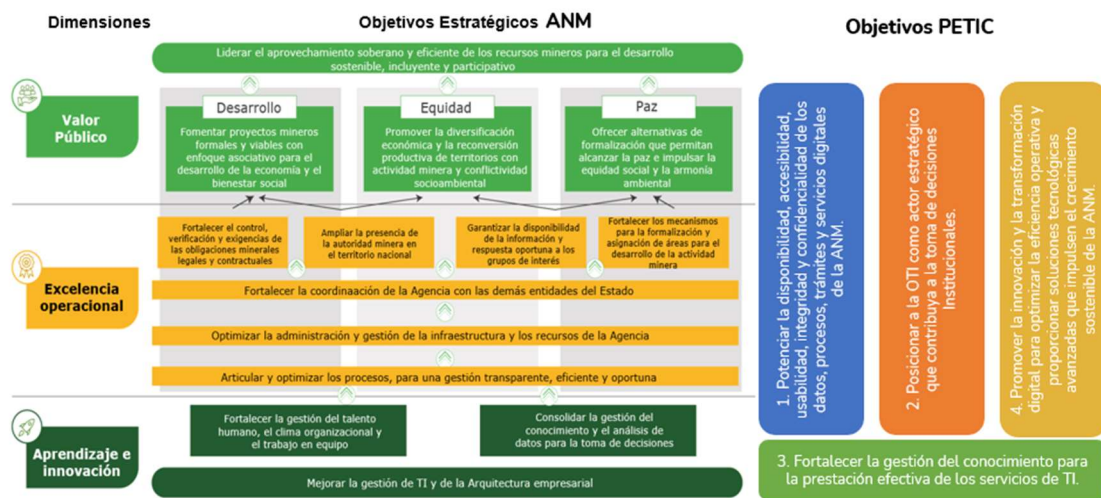 Dimensiones
Objetivos Estratégicos ANM
Objetivos PETIC
Liderar el aprovechamiento soberano y eficiente de los recursos mineros para el desarrollo
sostenible, incluyente y participativo
Valor
Público
Desarrollo
Fomentar proyectos mineros
formales y viables con
enfoque asociativo para el
desarrollo de la economía y el
bienestar social
Equidad
Promover la diversificación
económica y la reconversión
productiva de territorios con
actividad minera y conflictividad
socioambiental
Paz
Ofrecer alternativas de
formalización que permitan
alcanzar la paz e impulsar la
equidad social y la armonía
ambiental
Excelencia
operacional
Fortalecer el control,
verificación y exigencias de
las obligaciones minerales
legales y contractuales
Ampliar la presencia de
la autoridad minera en
el territorio nacional
Garantizar la disponibilidad
de la información y
respuesta oportuna a los
grupos de interés
Fortalecer los mecanismos
para la formalización y
asignación de áreas para el
desarrollo de la actividad
minera
Fortalecer la coordinaación de la Agencia con las demás entidades del Estado
Optimizar la administración y gestión de la infraestructura y los recursos de la Agencia
Articular y optimizar los procesos, para una gestión transparente, eficiente y oportuna
Aprendizaje e
innovación
Fortalecer la gestión del talento
humano, el clima organizacional y
el trabajo en equipo
Consolidar la gestión del
conocimiento y el análisis de
datos para la toma de decisiones
Mejorar la gestión de TI y de la Arquitectura empresarial
1. Potenciar la disponibilidad, accesibilidad,
usabilidad, integridad y confidencialidad de los
datos, procesos, trámites y servicios digitales
de la ANM.
2. Posicionar a la OTI como actor estratégico
que contribuya a la toma de decisiones
Institucionales.
4. Promover la innovación y la transformación
digital para optimizar la eficiencia operativa y
proporcionar soluciones tecnológicas
avanzadas que impulsen el crecimiento
sostenible de la ANM.
3. Fortalecer la gestión del conocimiento para
la prestación efectiva de los servicios de TI.